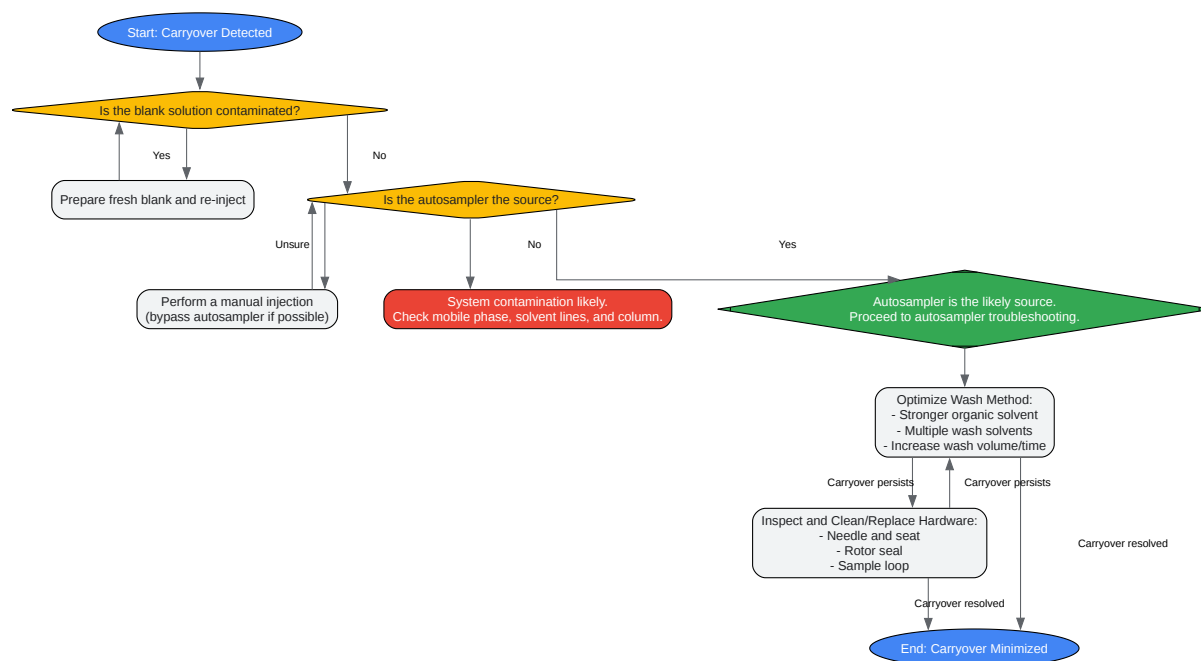 Start: Carryover Detected
Is the blank solution contaminated?
Yes
No
Prepare fresh blank and re-inject
Is the autosampler the source?
Unsure
No
Yes
Perform a manual injection
(bypass autosampler if possible)
System contamination likely.
Check mobile phase, solvent lines, and column.
Autosampler is the likely source.
Proceed to autosampler troubleshooting.
Optimize Wash Method:
- Stronger organic solvent
- Multiple wash solvents
- Increase wash volume/time
Carryover persists
Carryover persists
Inspect and Clean/Replace Hardware:
- Needle and seat
- Rotor seal
- Sample loop
Carryover resolved
Carryover resolved
End: Carryover Minimized